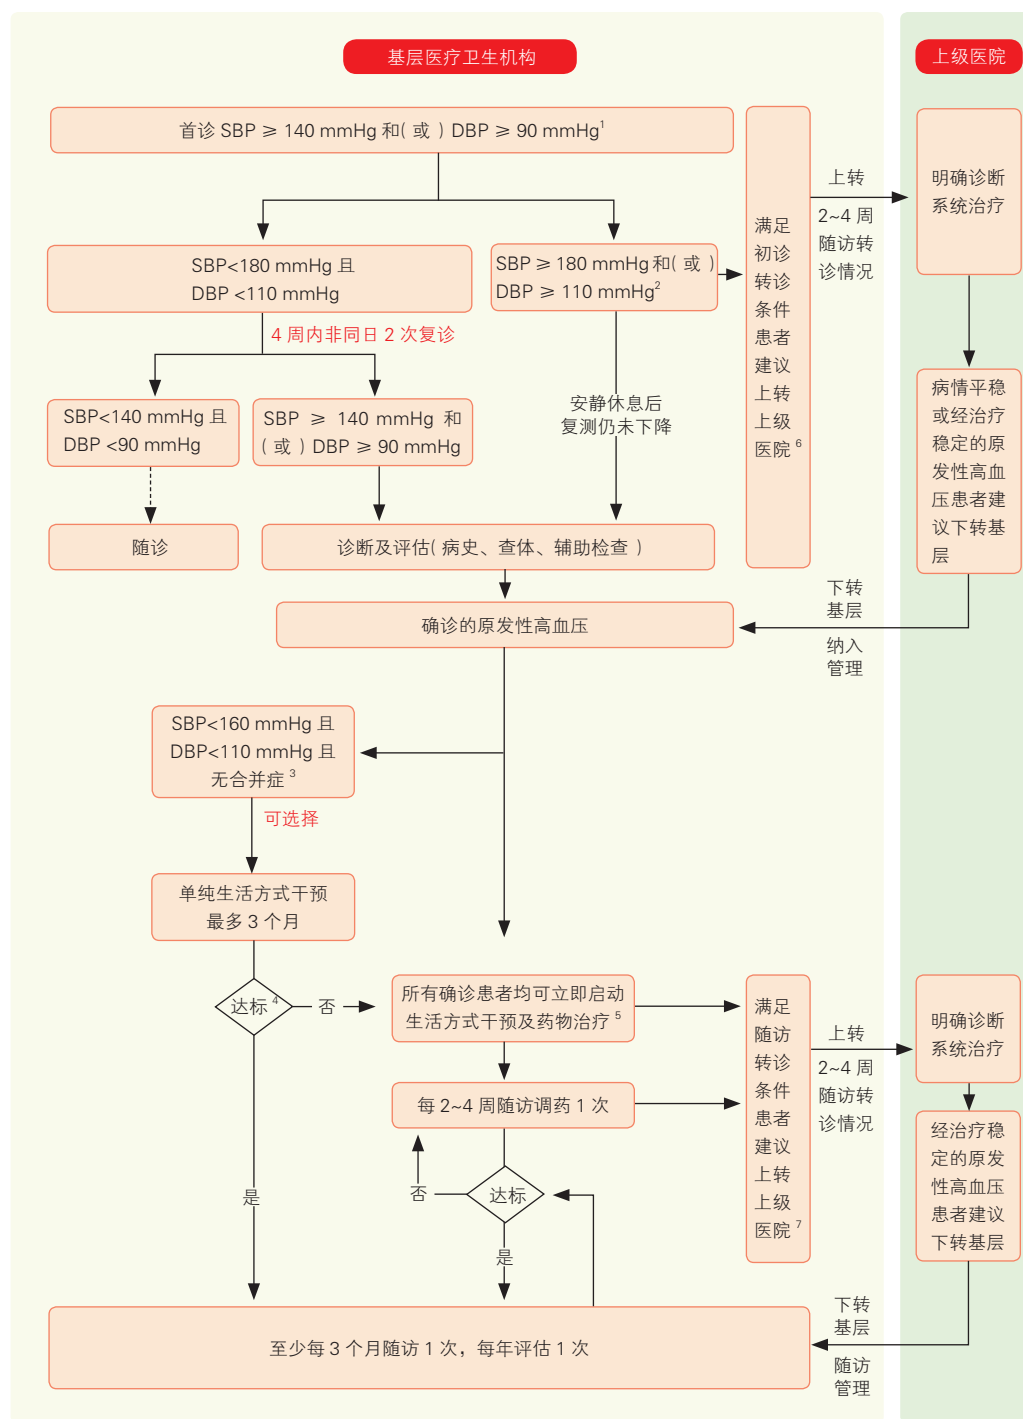 基层医疗卫生机构
上级医院
首诊 SBP ≥ 140 mmHg 和( 或 ) DBP ≥ 90 mmHg1
SBP<180 mmHg 且
DBP <110 mmHg
SBP ≥ 180 mmHg 和( 或 )
DBP ≥ 110 mmHg2
满足
初诊
转诊
条件
患者
建议
上转
上级
医院 6
上转
2~4 周
随访转
诊情况
明确诊断
系统治疗
4 周内非同日 2 次复诊
SBP<140 mmHg 且
DBP <90 mmHg
SBP ≥ 140 mmHg 和
( 或 ) DBP ≥ 90 mmHg
安静休息后
复测仍未下降
病情平稳
或经治疗
稳定的原
发性高血
压患者建
议下转基
层
随诊
诊断及评估( 病史、查体、辅助检查 )
确诊的原发性高血压
下转
基层
纳入
管理
SBP<160 mmHg 且
DBP<110 mmHg 且
无合并症 3
可选择
单纯生活方式干预
最多 3 个月
达标 4
否
所有确诊患者均可立即启动
生活方式干预及药物治疗 5
每 2~4 周随访调药 1 次
否
达标
是
是
满足
随访
转诊
条件
患者
建议
上转
上级
医院 7
上转
2~4 周
随访转
诊情况
明确诊断
系统治疗
经治疗稳
定的原发
性高血压
患者建议
下转基层
至少每 3 个月随访 1 次，每年评估 1 次
下转
基层
随访
管理